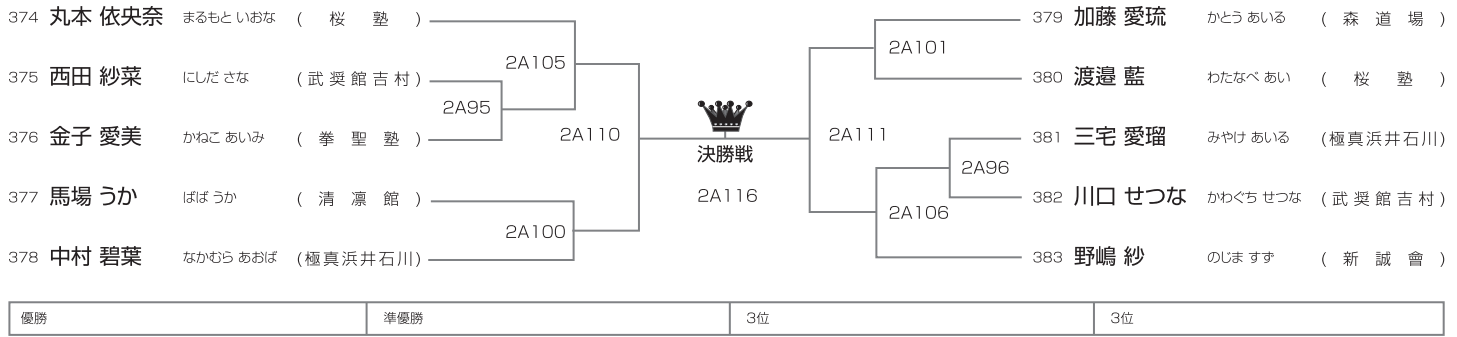 374 丸本 依央奈 まるもと いおな (桜塾)
375 西田 紗菜 にしだ さな (武奨館吉村)
376 金子 愛美 かねこ あいみ (拳聖塾)
377 馬場 うか ばば うか (清凛館)
378 中村 碧葉 なかむら あおば (極真浜井石川)
2A105
2A95
2A110
2A100
決勝戦
2A116
2A101
2A111
2A96
2A106
379 加藤 愛琉 かとう あいる (森道場)
380 渡邉 藍 わたなべ あい (桜塾)
381 三宅 愛瑠 みやけ あいる (極真浜井石川)
382 川口 せつな かわぐち せつな (武奨館吉村)
383 野嶋 紗 のじま すず (新誠會)
優勝
準優勝
3位
3位